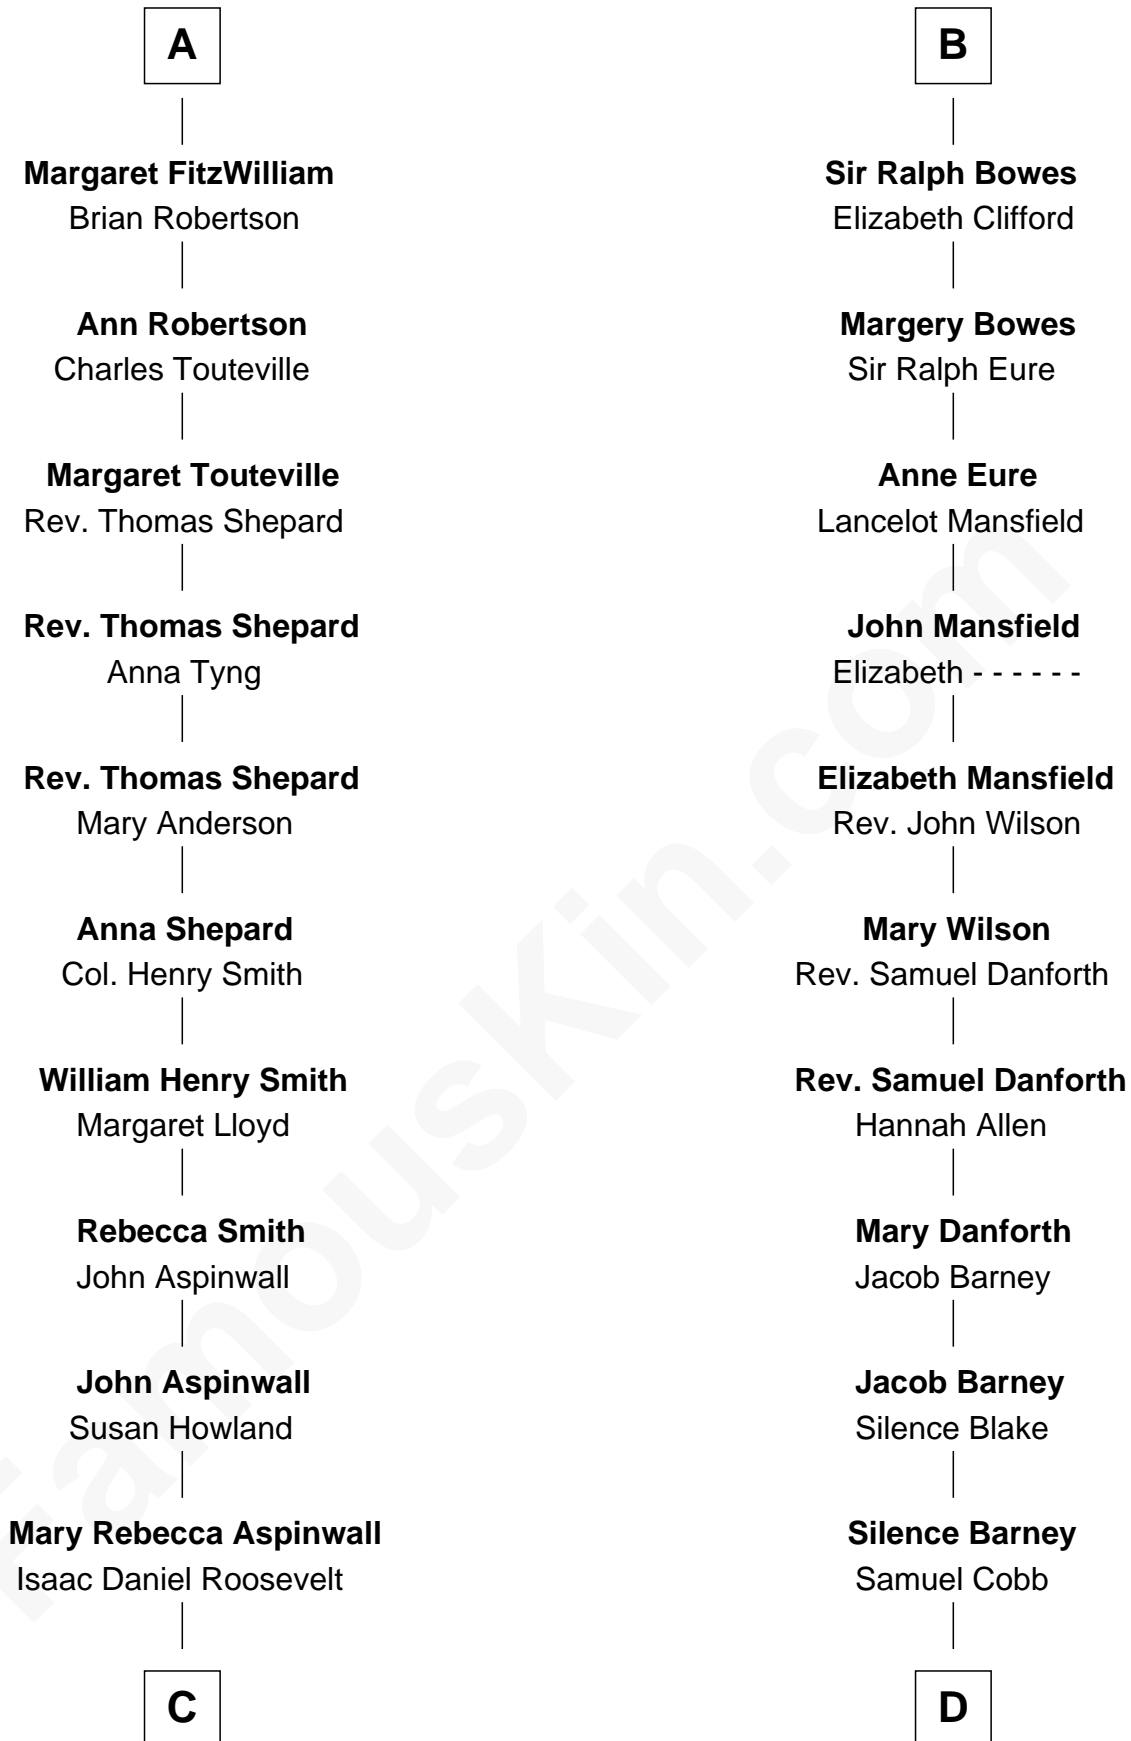 A
Margaret FitzWilliam
Brian Robertson
Ann Robertson
Charles Touteville
Margaret Touteville
Rev. Thomas Shepard
Rev. Thomas Shepard
Anna Tyng
Rev. Thomas Shepard
Mary Anderson
Anna Shepard
Col. Henry Smith
William Henry Smith
Margaret Lloyd
Rebecca Smith
John Aspinwall
John Aspinwall
Susan Howland
Mary Rebecca Aspinwall
Isaac Daniel Roosevelt
C
B
Sir Ralph Bowes
Elizabeth Clifford
Margery Bowes
Sir Ralph Eure
Anne Eure
Lancelot Mansfield
John Mansfield
Elizabeth - - - - - -
Elizabeth Mansfield
Rev. John Wilson
Mary Wilson
Rev. Samuel Danforth
Rev. Samuel Danforth
Hannah Allen
Mary Danforth
Jacob Barney
Jacob Barney
Silence Blake
Silence Barney
Samuel Cobb
D
FamousKin.com